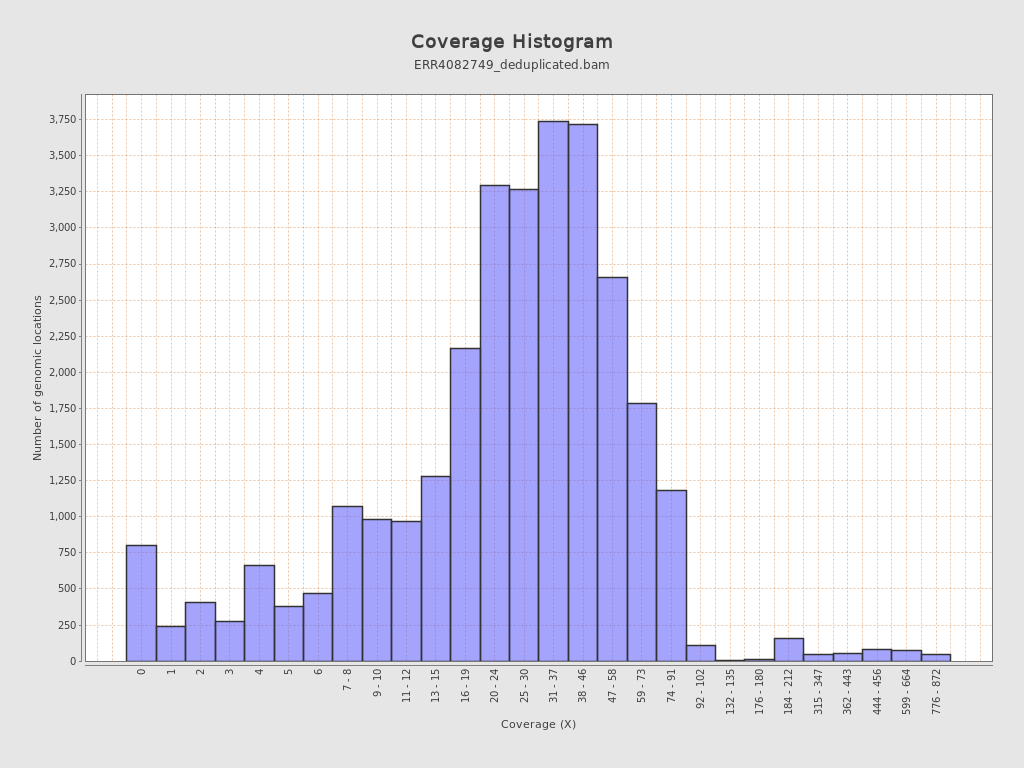 Coverage Histogram
ERR4082749_deduplicated.bam
Number of genomic locations
3,750
3,500
3,250
3,000
2,750
2,500
2,250
2,000
1,750
1,500
1,250
1,000
750
500
250
0
0
1
2
3
4
5
6
7 - 8
9 - 10
11 - 12
13 - 15
16 - 19
20 - 24
25 - 30
31 - 37
38 - 46
47 - 58
59 - 73
74 - 91
92 - 102
132 - 135
176 - 180
184 - 212
315 - 347
362 - 443
444 - 456
599 - 664
776 - 872
Coverage (X)